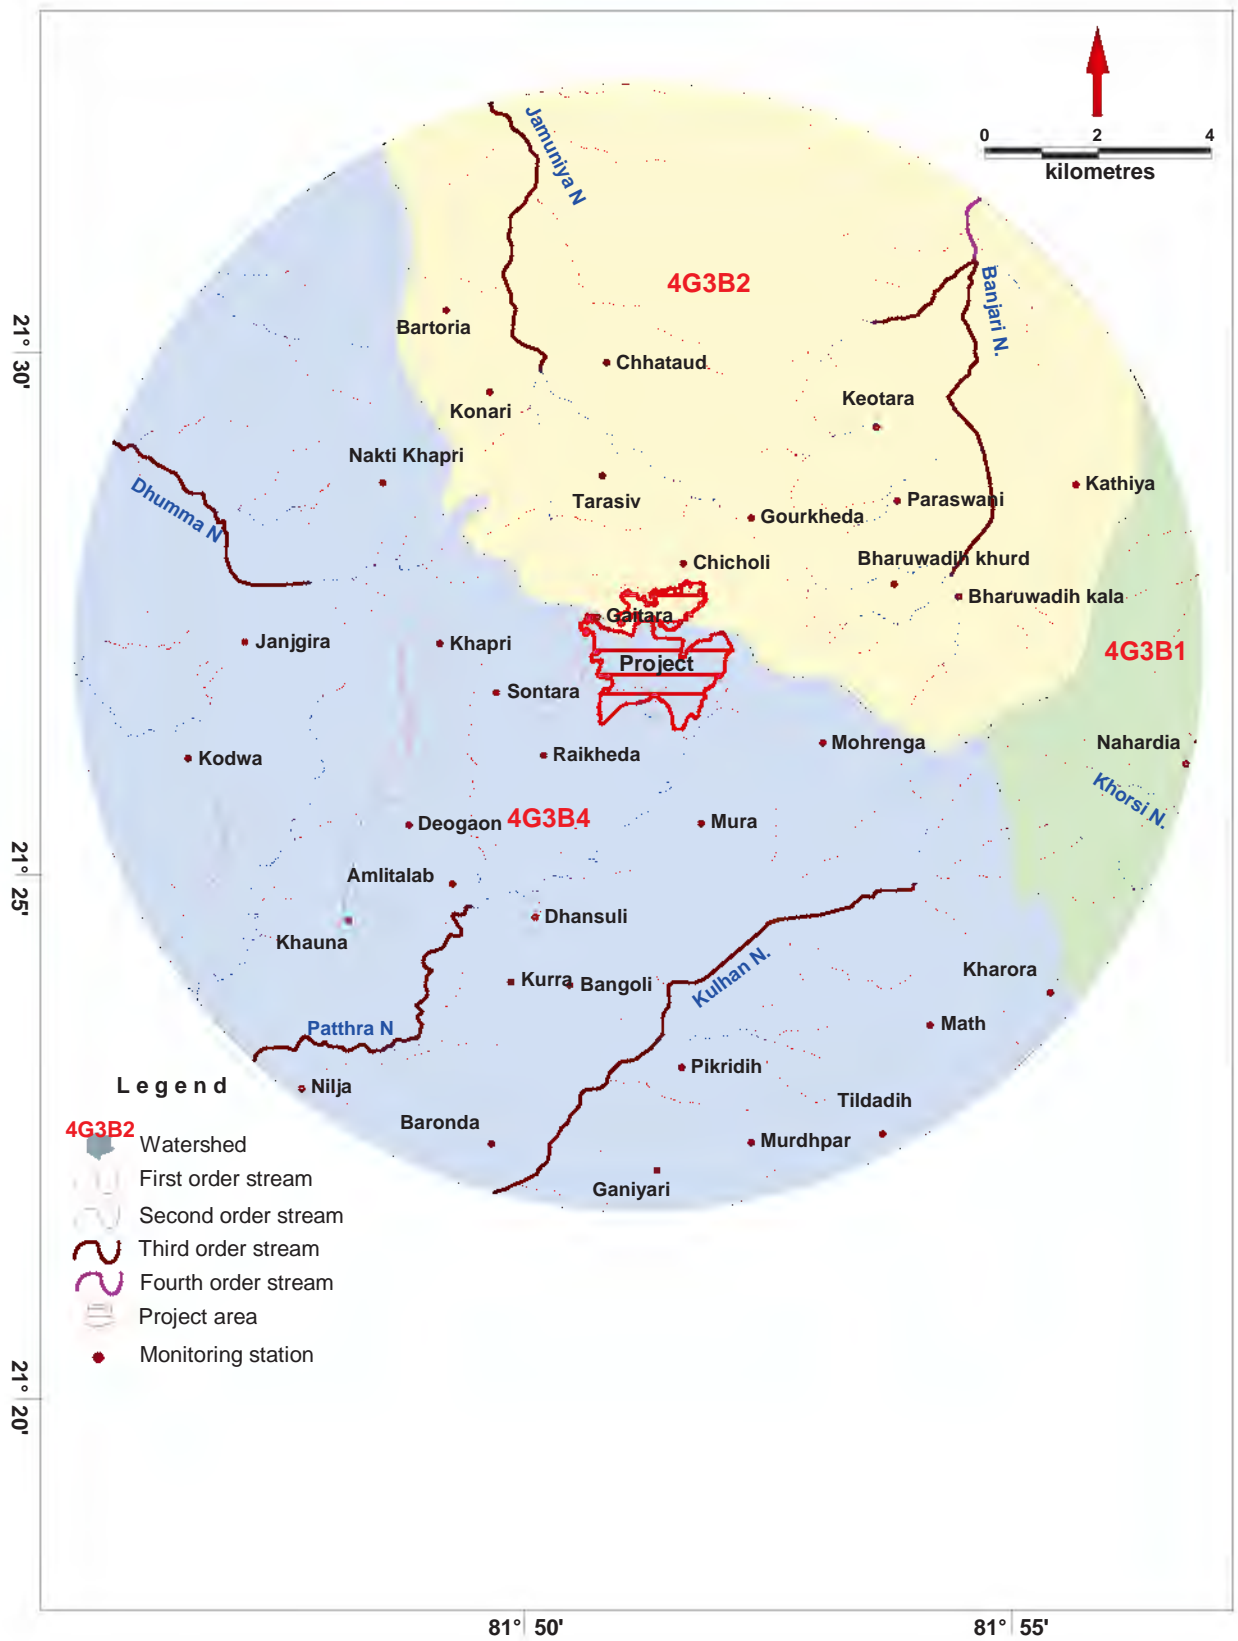 0 2 4
kilometres
Jamuniya N
4G3B2
Banjari N.
21° 30'
Bartoria
Chhataud
Konari
Keotara
Nakti Khapri
Dhumma N
Tarasiv
Gourkheda
Paraswani
Kathiya
Chicholi
Bharuwadih khurd
Bharuwadih kala
Gaitara
Janjgira
Khapri
Project
4G3B1
Sontara
Kodwa
Raikheda
Mohrenga
Nahardia
Khorsi N.
Deogaon
4G3B4
Mura
21° 25'
Amlitalab
Dhansuli
Khauna
Kurra
Bangoli
Kulhan N.
Kharora
Patthra N
Math
Nilja
Pikridih
Tildadih
Baronda
Murdhpar
Ganiyari
Legend
4G3B2
Watershed
First order stream
Second order stream
Third order stream
Fourth order stream
Project area
Monitoring station
21° 20'
81° 50'
81° 55'